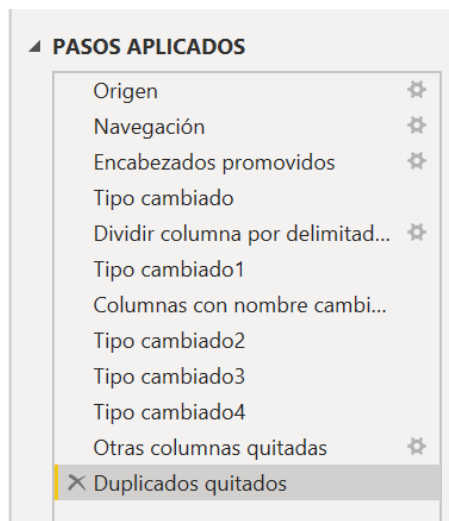 PASOS APLICADOS
Origen
Navegación
Encabezados promovidos
Tipo cambiado
Dividir columna por delimitad...
Tipo cambiado1
Columnas con nombre cambi...
Tipo cambiado2
Tipo cambiado3
Tipo cambiado4
Otras columnas quitadas
Duplicados quitados